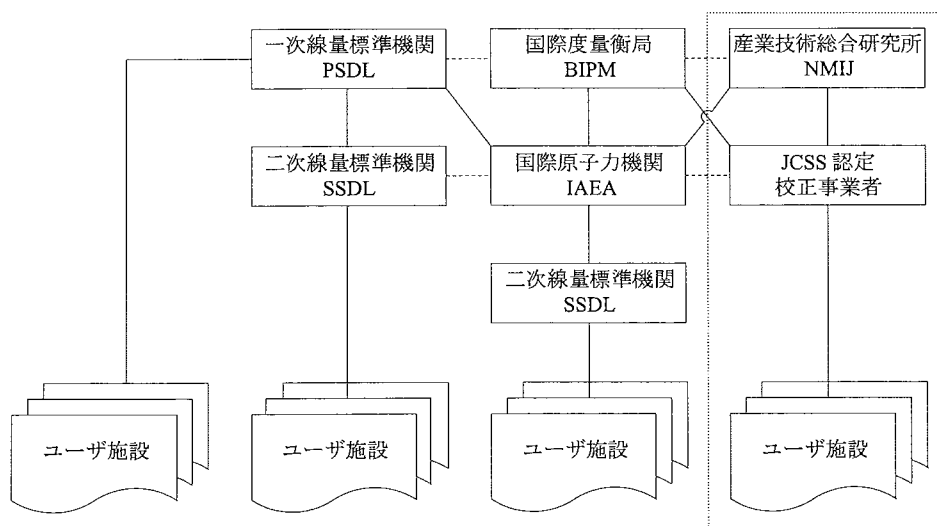 一次線量標準機関
PSDL
国際度量衡局
BIPM
産業技術総合研究所
NMIJ
二次線量標準機関
SSDL
国際原子力機関
IAEA
JCSS 認定
校正事業者
二次線量標準機関
SSDL
ユーザ施設
ユーザ施設
ユーザ施設
ユーザ施設